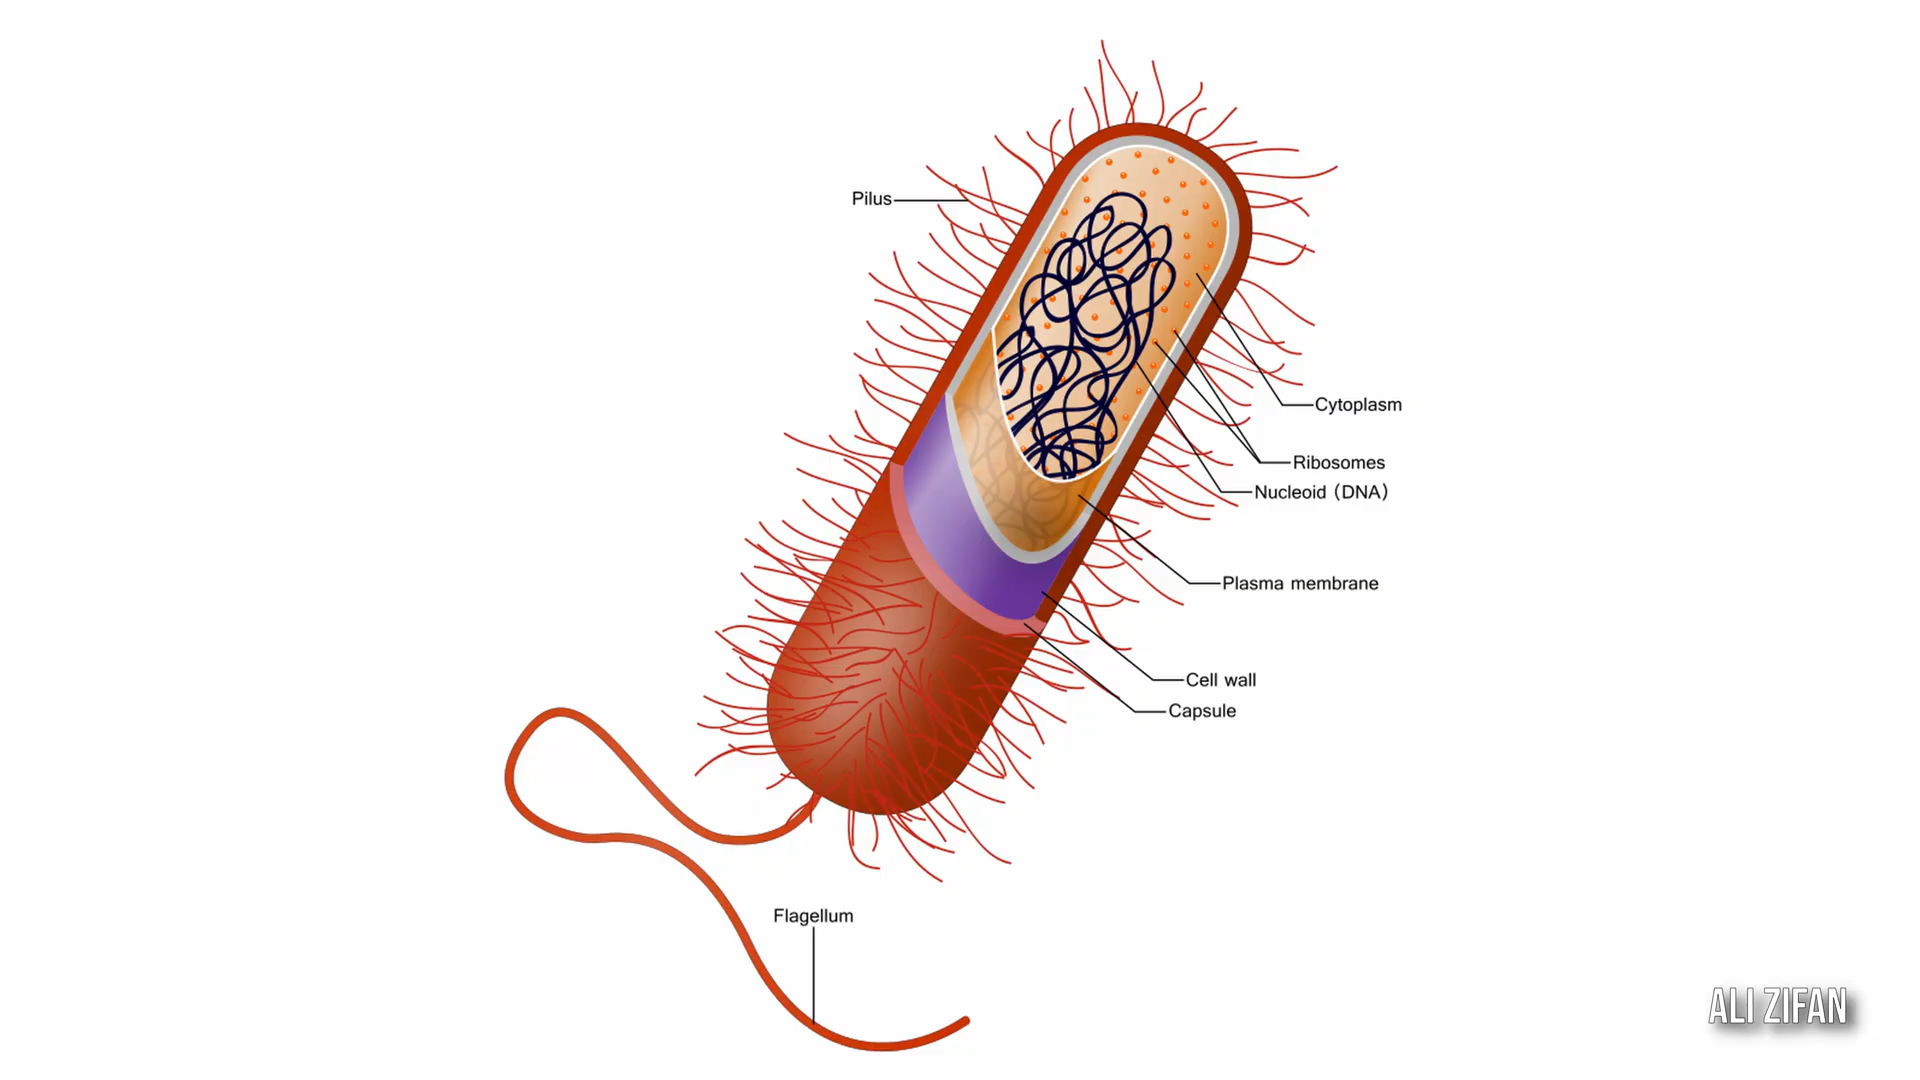 Pilus
Cytoplasm
Ribosomes
Nucleoid (DNA)
Plasma membrane
Cell wall
Capsule
Flagellum
ALI ZIFAN